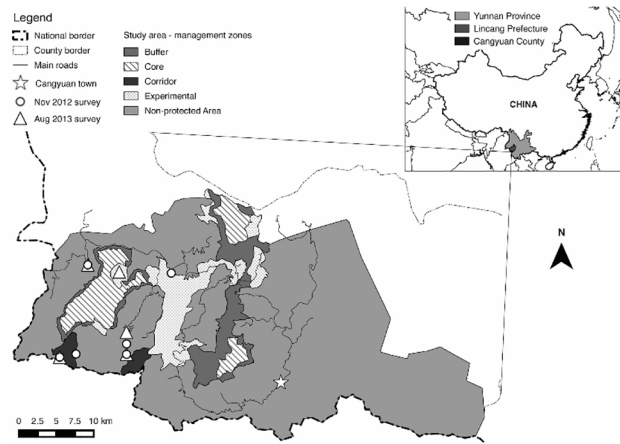 Legend
National border
County border
Main roads
Cangyuan town
Nov 2012 survey
Aug 2013 survey
Study area - management zones
Buffer
Core
Corridor
Experimental
Non-protected Area
Yunnan Province
Lincang Prefecture
Cangyuan County
CHINA
N
0 2.5 5 7.5 10 km